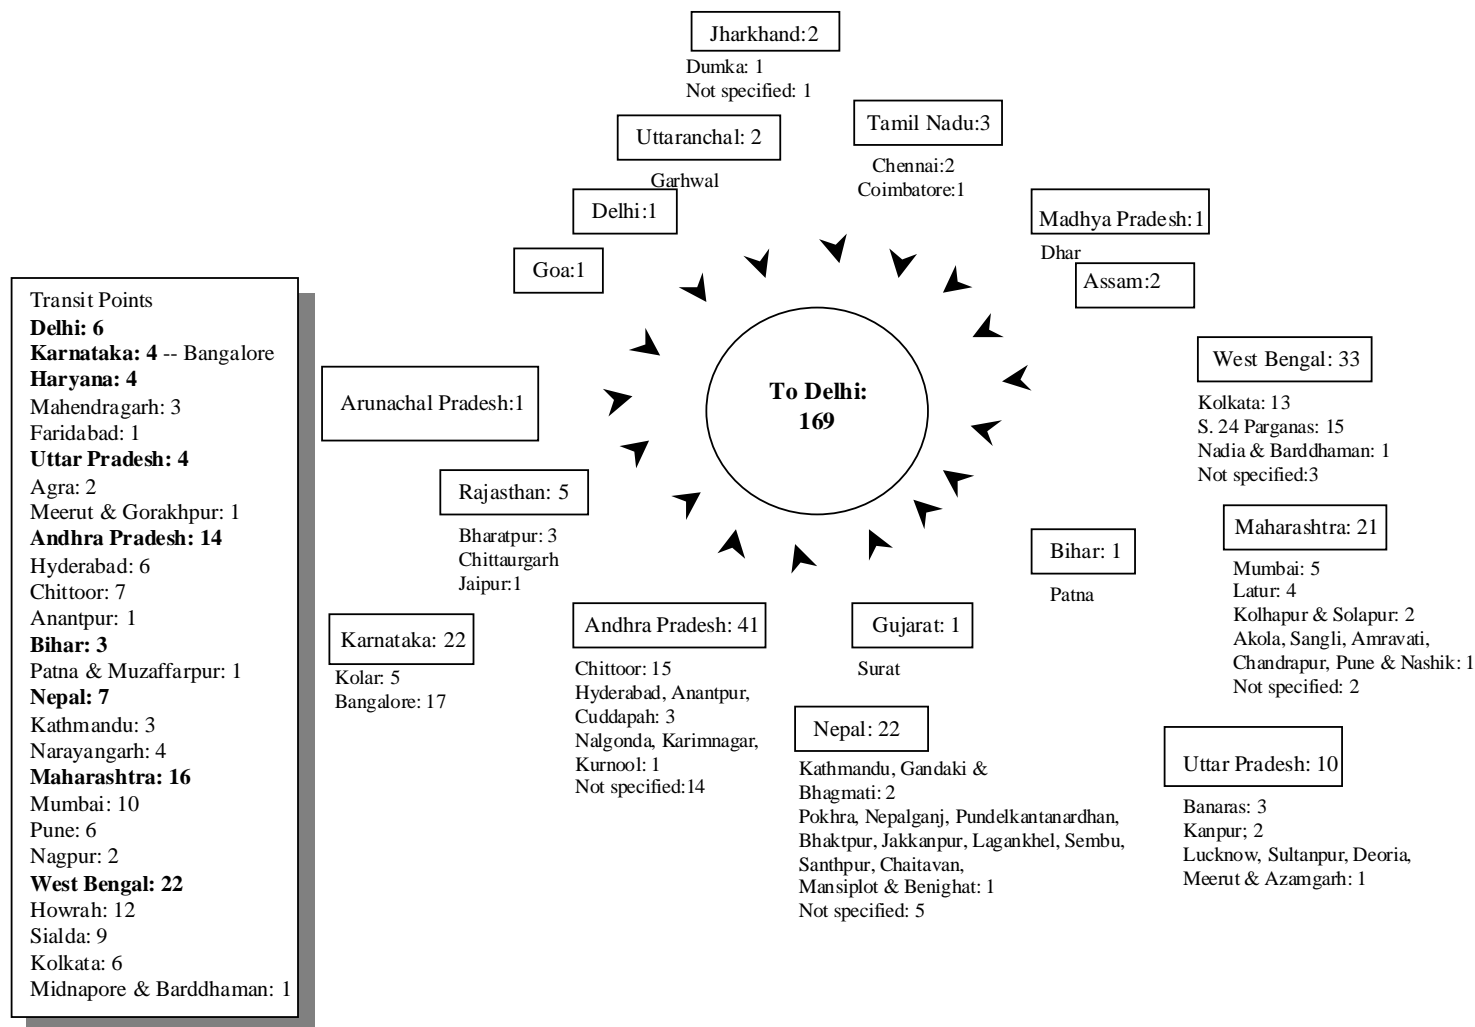 Jharkhand:2
Dumka: 1
Not specified: 1
Uttaranchal: 2
Garhwal
Tamil Nadu:3
Chennai:2
Coimbatore:1
Delhi:1
Madhya Pradesh:1
Dhar
Goa:1
Assam:2
Transit Points
Delhi: 6
Karnataka: 4 -- Bangalore
Haryana: 4
Mahendragarh: 3
Faridabad: 1
Uttar Pradesh: 4
Agra: 2
Meerut & Gorakhpur: 1
Andhra Pradesh: 14
Hyderabad: 6
Chittoor: 7
Anantpur: 1
Bihar: 3
Patna & Muzaffarpur: 1
Nepal: 7
Kathmandu: 3
Narayangarh: 4
Maharashtra: 16
Mumbai: 10
Pune: 6
Nagpur: 2
West Bengal: 22
Howrah: 12
Sialda: 9
Kolkata: 6
Midnapore & Barddhaman: 1
To Delhi:
169
West Bengal: 33
Kolkata: 13
S. 24 Parganas: 15
Nadia & Barddhaman: 1
Not specified:3
Arunachal Pradesh:1
Rajasthan: 5
Bharatpur: 3
Chittaurgarh
Jaipur:1
Maharashtra: 21
Mumbai: 5
Latur: 4
Kolhapur & Solapur: 2
Akola, Sangli, Amravati,
Chandrapur, Pune & Nashik: 1
Not specified: 2
Bihar: 1
Patna
Karnataka: 22
Kolar: 5
Bangalore: 17
Andhra Pradesh: 41
Chittoor: 15
Hyderabad, Anantpur,
Cuddapah: 3
Nalgonda, Karimnagar,
Kurnool: 1
Not specified:14
Gujarat: 1
Surat
Nepal: 22
Kathmandu, Gandaki &
Bhagmati: 2
Pokhra, Nepalganj, Pundelkantanardhan,
Bhaktpur, Jakkanpur, Lagankhel, Sembu,
Santhpur, Chaitavan,
Mansiplot & Benighat: 1
Not specified: 5
Uttar Pradesh: 10
Banaras: 3
Kanpur; 2
Lucknow, Sultanpur, Deoria,
Meerut & Azamgarh: 1